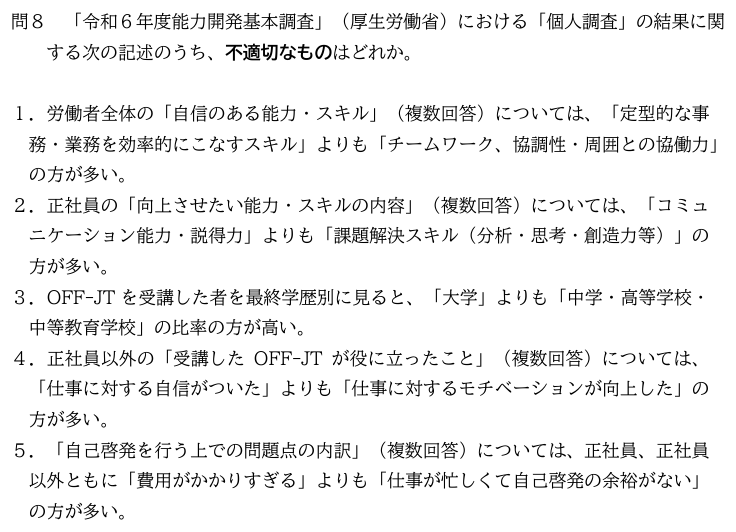 問８　「令和６年度能力開発基本調査」（厚生労働省）における「個人調査」の結果に関
する次の記述のうち、不適切なものはどれか。
１．労働者全体の「自信のある能力・スキル」（複数回答）については、「定型的な事
務・業務を効率的にこなすスキル」よりも「チームワーク、協調性・周囲との協働力」
の方が多い。
２．正社員の「向上させたい能力・スキルの内容」（複数回答）については、「コミュ
ニケーション能力・説得力」よりも「課題解決スキル（分析・思考・創造力等）」の
方が多い。
３．OFF-JT を受講した者を最終学歴別に見ると、「大学」よりも「中学・高等学校・
中等教育学校」の比率の方が高い。
４．正社員以外の「受講した OFF-JT が役に立ったこと」（複数回答）については、
「仕事に対する自信がついた」よりも「仕事に対するモチベーションが向上した」の
方が多い。
５．「自己啓発を行う上での問題点の内訳」（複数回答）については、正社員、正社員
以外ともに「費用がかかりすぎる」よりも「仕事が忙しくて自己啓発の余裕がない」
の方が多い。